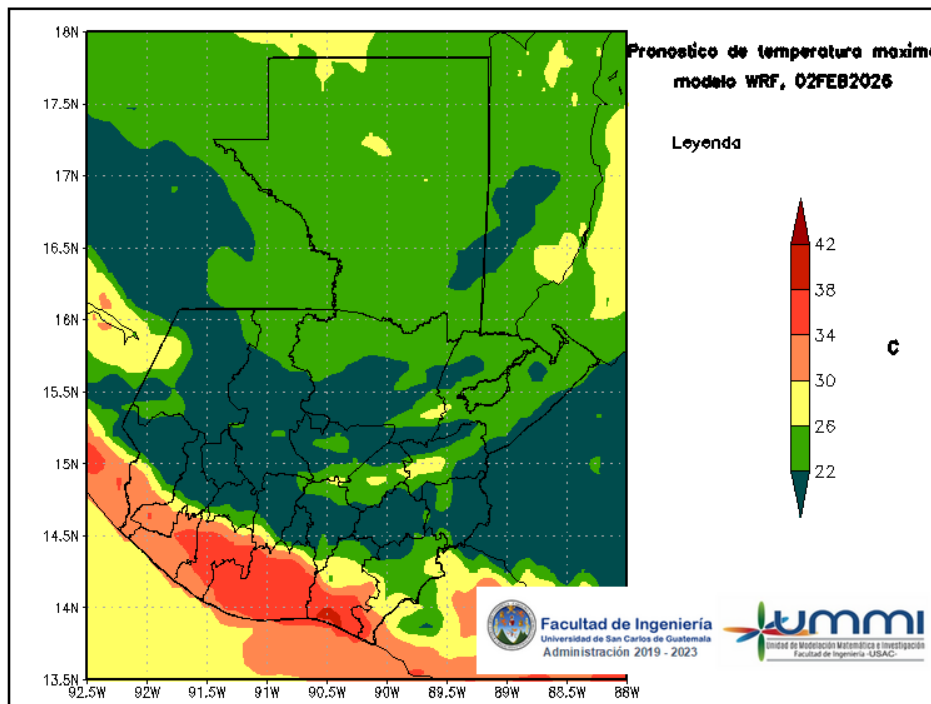 Pronostico de temperatura maxima
modelo WRF, 02FEB2026
Leyenda
42
38
34
30
26
22
C
18N
17.5N
17N
16.5N
16N
15.5N
15N
14.5N
14N
13.5N
92.5W
92W
91.5W
91W
90.5W
90W
89.5W
89W
88.5W
88W
Facultad de Ingeniería
Universidad de San Carlos de Guatemala
Administración 2019 - 2023
UMMI
Unidad de Modelación Matemática e Investigación
Facultad de Ingeniería -USAC-